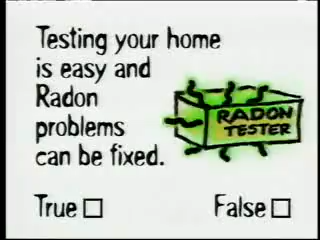 Testing your home
is easy and
Radon
problems
can be fixed.
RADON
TESTER
True
False